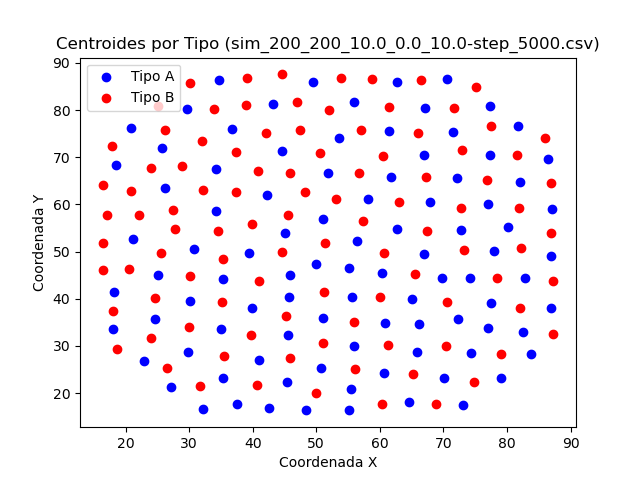 Centroides por Tipo (sim_200_200_10.0_0.0_10.0-step_5000.csv)
Tipo A
Tipo B
90
80
70
60
50
40
30
20
Coordenada Y
20 30 40 50 60 70 80 90
Coordenada X